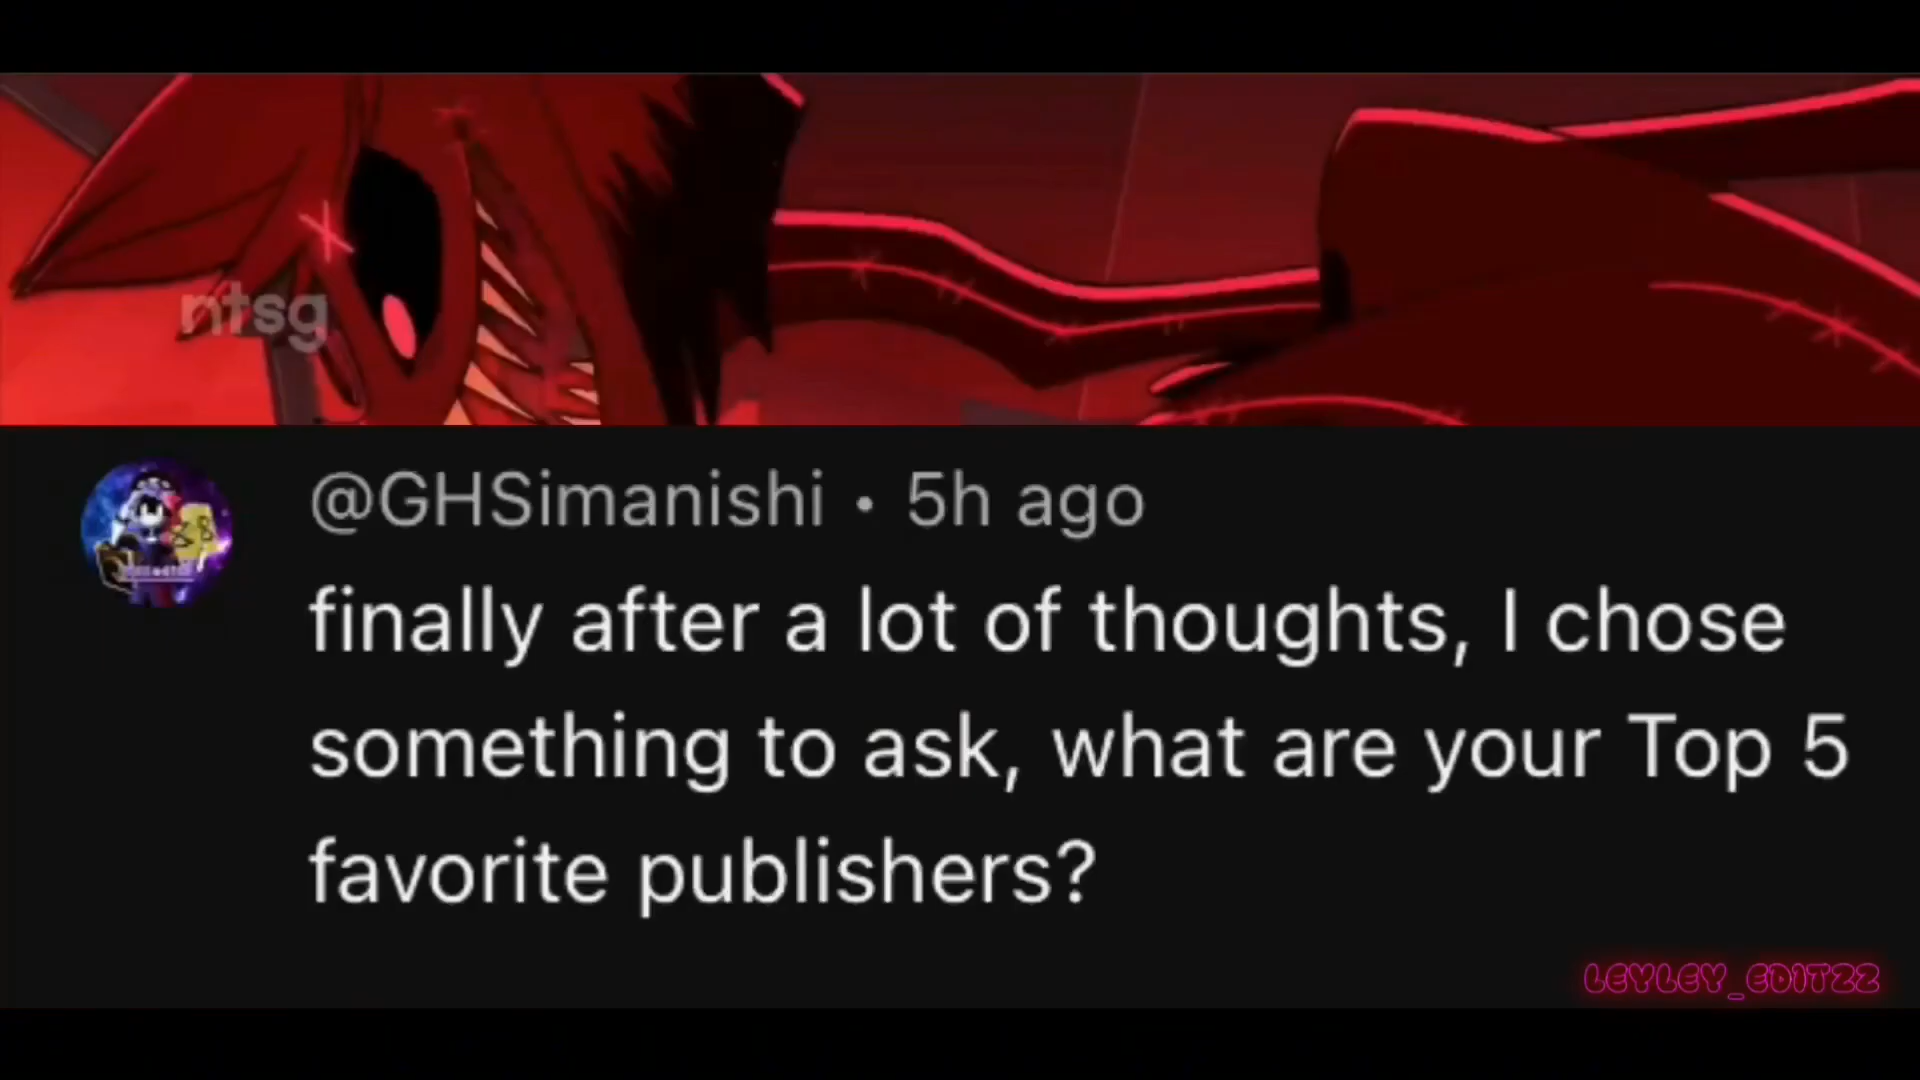 ntsg
@GHSimanishi • 5h ago
finally after a lot of thoughts, I chose
something to ask, what are your Top 5
favorite publishers?
LEYLEY_EDITZZ